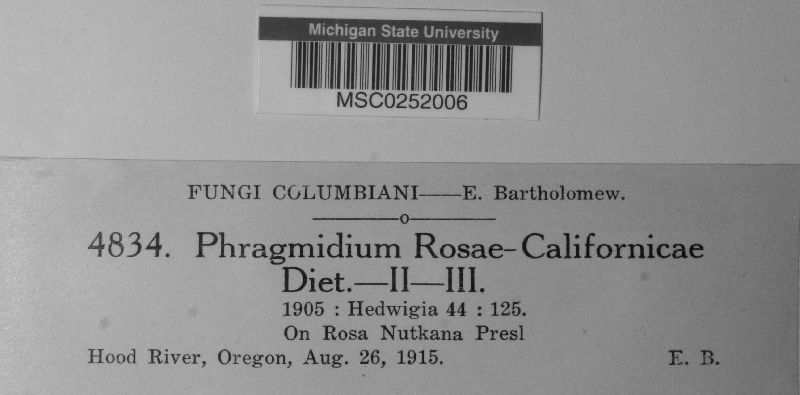 Michigan State University
MSC0252006
FUNGI COLUMBIANI——E. Bartholomew.
o
4834. Phragmidium Rosae-Californicae
Diet.—II—III.
1905 : Hedwigia 44 : 125.
On Rosa Nutkana Presl
Hood River, Oregon, Aug. 26, 1915. E. B.